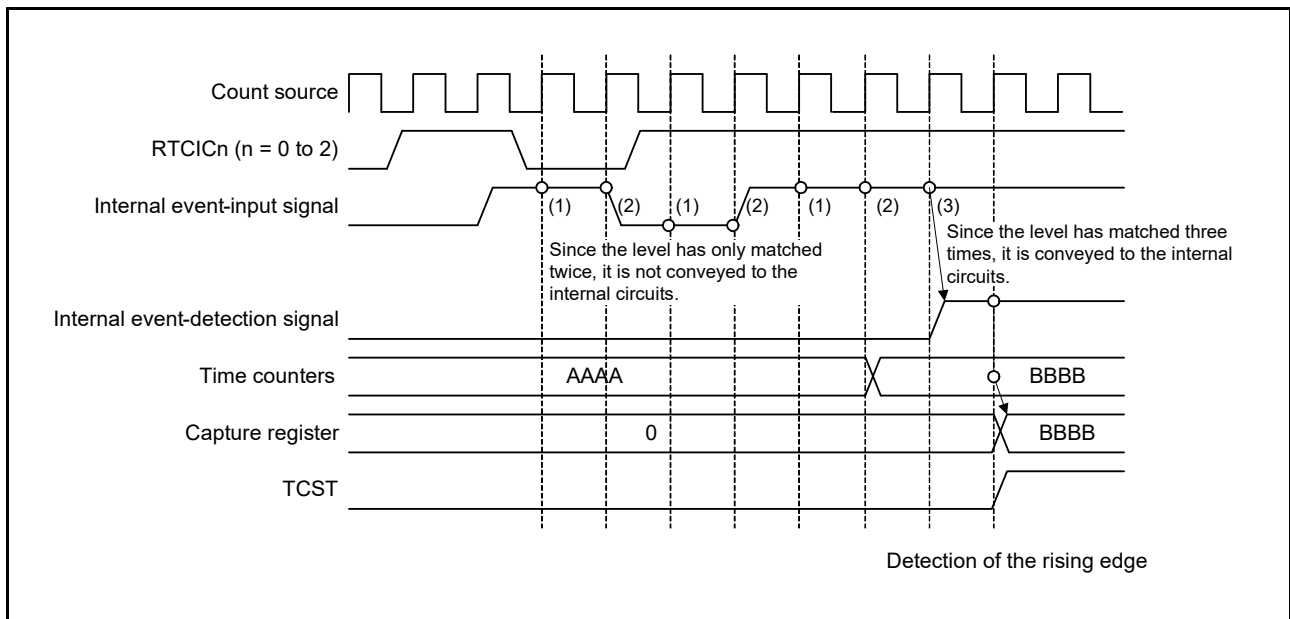 Count source
RTCICn (n = 0 to 2)
Internal event-input signal
(1)
(2)
(1)
(2)
(1)
(2)
(3)
Since the level has only matched
twice, it is not conveyed to the
internal circuits.
Since the level has matched three
times, it is conveyed to the internal
circuits.
Internal event-detection signal
Time counters
AAAA
BBBB
Capture register
0
BBBB
TCST
Detection of the rising edge